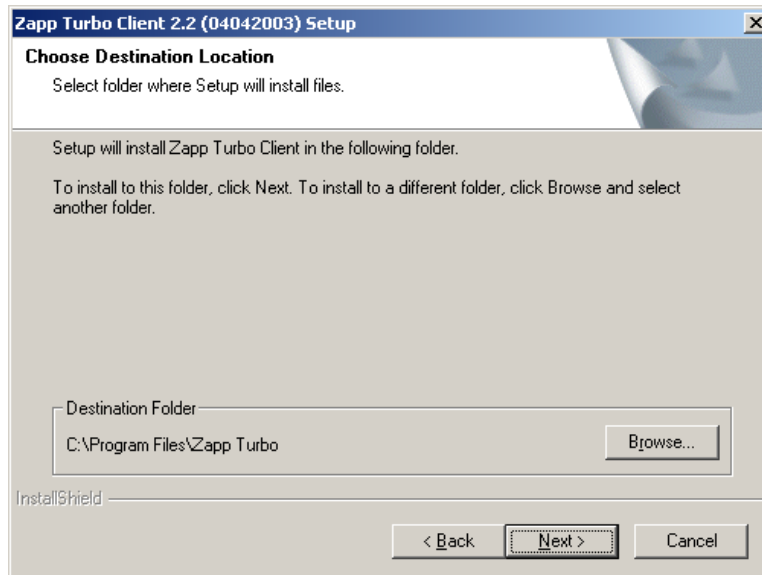 Zapp Turbo Client 2.2 (04042003) Setup
Choose Destination Location
Select folder where Setup will install files.
Setup will install Zapp Turbo Client in the following folder.
To install to this folder, click Next. To install to a different folder, click Browse and select
another folder.
Destination Folder
C:\Program Files\Zapp Turbo
Browse...
InstallShield
< Back
Next >
Cancel